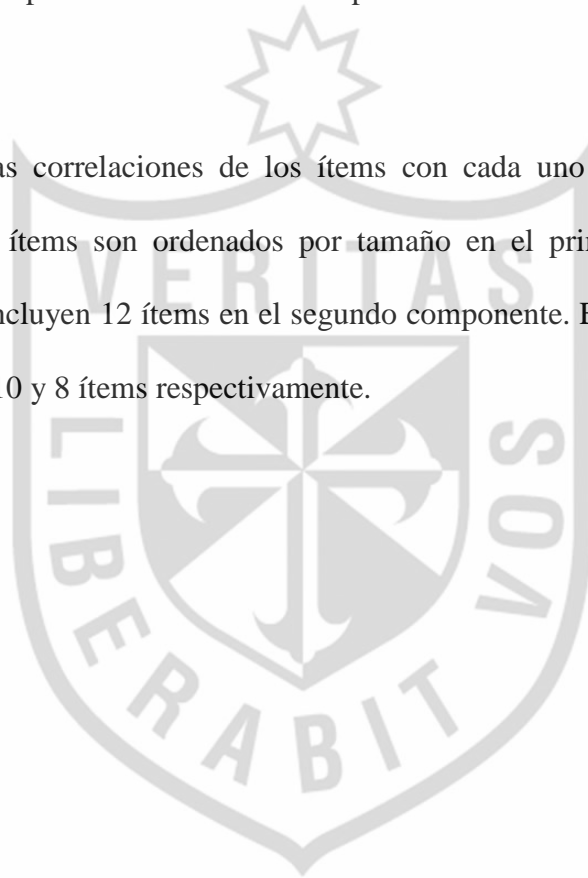 as correlaciones de los ítems con cada uno
ítems son ordenados por tamaño en el pri
ncluyen 12 ítems en el segundo componente.
10 y 8 ítems respectivamente.
VERITAS
LIBERABIT VOS